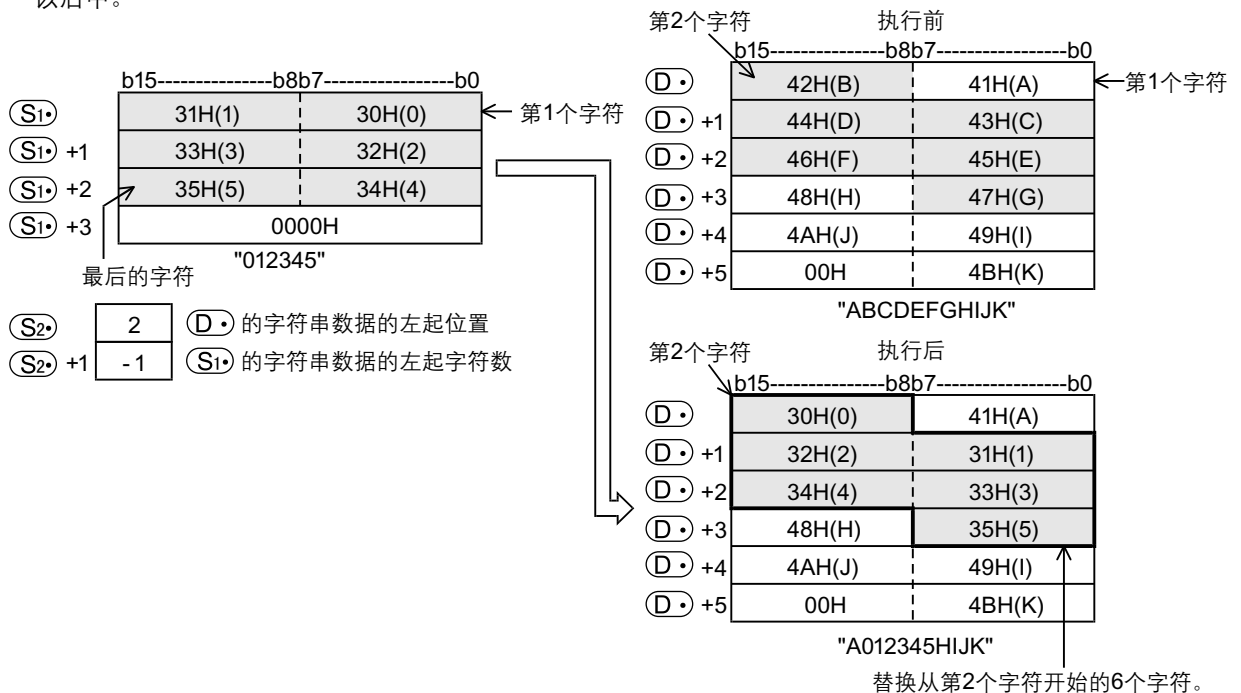 第2个字符 执行前
b15---------------b8b7-----------------b0
D· 42H(B) 41H(A) 第1个字符
D· +1 44H(D) 43H(C)
D· +2 46H(F) 45H(E)
D· +3 48H(H) 47H(G)
D· +4 4AH(J) 49H(I)
D· +5 00H 4BH(K)
"ABCDEFGHIJK"
b15---------------b8b7-----------------b0
S1· 31H(1) 30H(0) 第1个字符
S1· +1 33H(3) 32H(2)
S1· +2 35H(5) 34H(4)
S1· +3 0000H
"012345"
最后的字符
S2· 2 D· 的字符串数据的左起位置
S2· +1 -1 S1· 的字符串数据的左起字符数
第2个字符 执行后
b15---------------b8b7-----------------b0
D· 30H(0) 41H(A)
D· +1 32H(2) 31H(1)
D· +2 34H(4) 33H(3)
D· +3 48H(H) 35H(5)
D· +4 4AH(J) 49H(I)
D· +5 00H 4BH(K)
"A012345HIJK"
替换从第2个字符开始的6个字符。